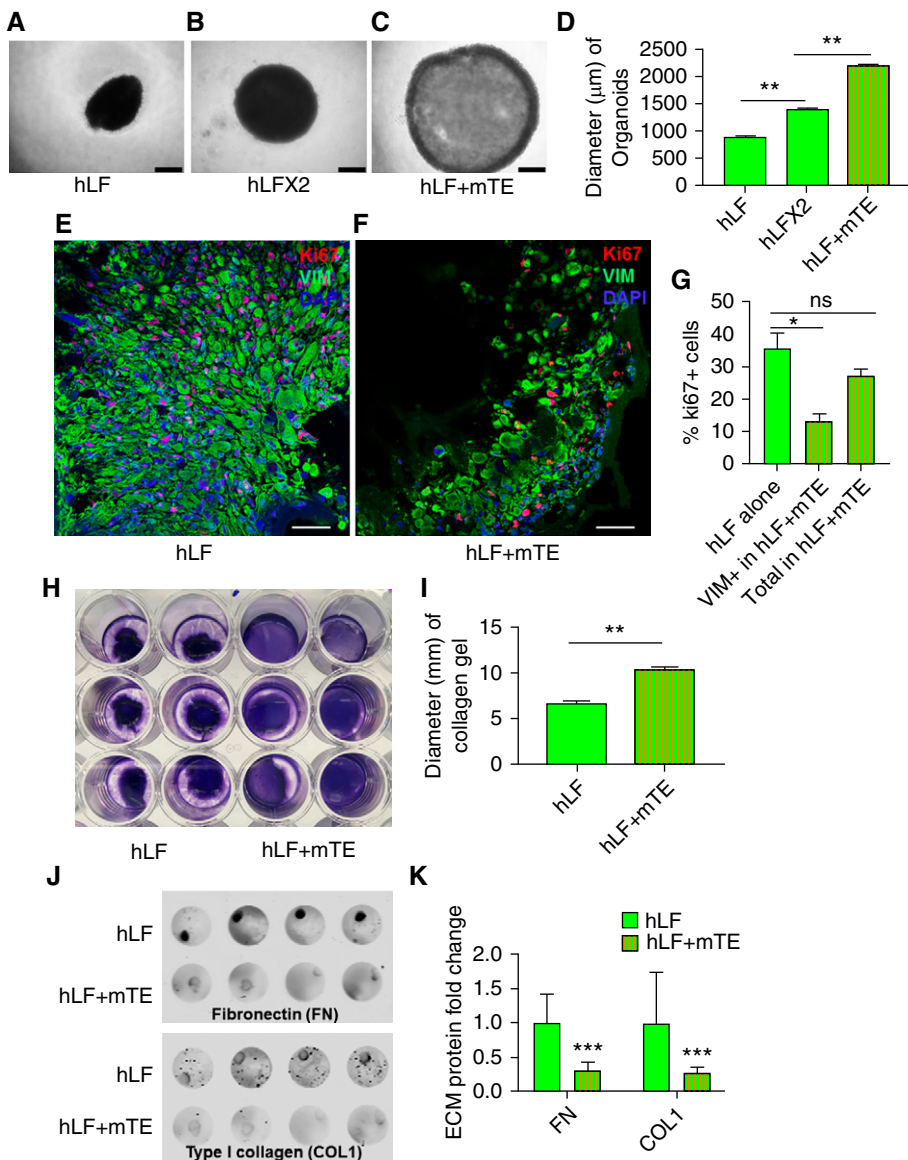 A
B
C
hLF
hLFX2
hLF+mTE
D
Diameter (μm) of
Organoids
2500
2000
1500
1000
500
0
**
**
hLF
hLFX2
hLF+mTE
E
Ki67
VIM
DAPI
hLF
F
Ki67
VIM
DAPI
hLF+mTE
G
% ki67+ cells
50
40
30
20
10
0
ns
*
hLF alone
VIM+ in hLF+mTE
Total in hLF+mTE
H
hLF
hLF+mTE
I
Diameter (mm) of
collagen gel
15
10
5
0
**
hLF
hLF+mTE
J
hLF
hLF+mTE
Fibronectin (FN)
hLF
hLF+mTE
Type I collagen (COL1)
K
hLF
hLF+mTE
ECM protein fold change
2.0
1.5
1.0
0.5
0.0
***
***
FN
COL1